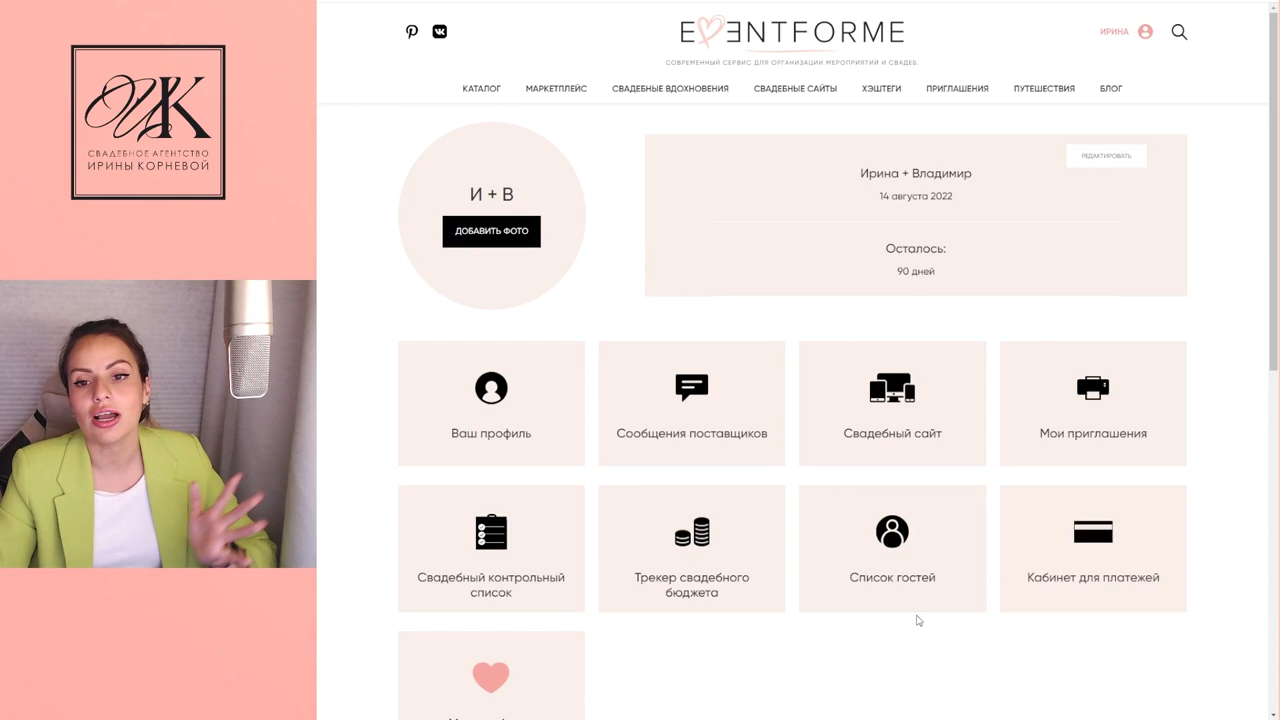 ИК
СВАДЕБНОЕ АГЕНТСТВО
ИРИНЫ КОРНЕВОЙ
EVENTFORME
СОВРЕМЕННЫЙ СЕРВИС ДЛЯ ОРГАНИЗАЦИИ МЕРОПРИЯТИЙ И СВАДЕБ.
ИРИНА
КАТАЛОГ МАРКЕТПЛЕЙС СВАДЕБНЫЕ ВДОХНОВЕНИЯ СВАДЕБНЫЕ САЙТЫ ХЭШТЕГИ ПРИГЛАШЕНИЯ ПУТЕШЕСТВИЯ БЛОГ
И + В
ДОБАВИТЬ ФОТО
РЕДАКТИРОВАТЬ
Ирина + Владимир
14 августа 2022
Осталось:
90 дней
Ваш профиль
Сообщения поставщиков
Свадебный сайт
Мои приглашения
Свадебный контрольный
список
Трекер свадебного
бюджета
Список гостей
Кабинет для платежей